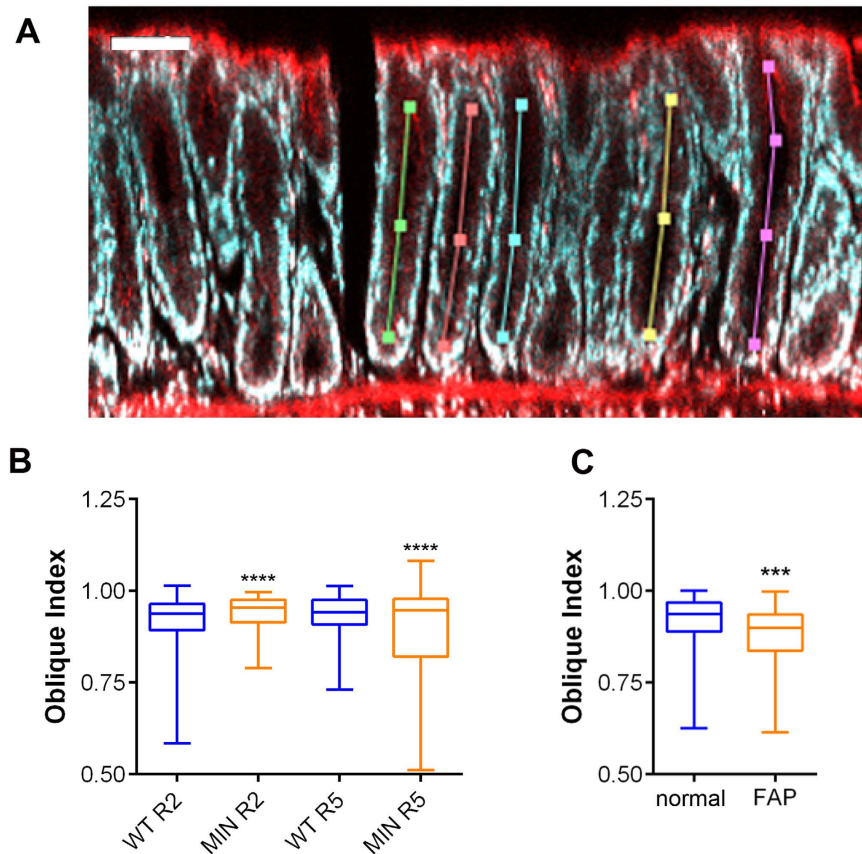 A
B
C
Oblique Index
1.25
1.00
0.75
0.50
****
****
WT R2
MIN R2
WT R5
MIN R5
Oblique Index
1.25
1.00
0.75
0.50
***
normal
FAP